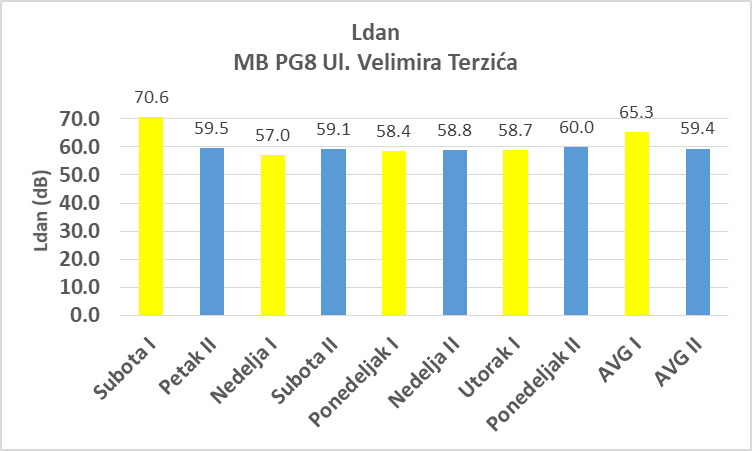 Ldan
MB PG8 Ul. Velimira Terzića
70.6
59.5
57.0
59.1
58.4
58.8
58.7
60.0
65.3
59.4
70.0
60.0
50.0
40.0
30.0
20.0
10.0
0.0
Ldan (dB)
Subota I
Petak II
Nedelja I
Subota II
Ponedeljak I
Nedelja II
Utorak I
Ponedeljak II
AVG I
AVG II